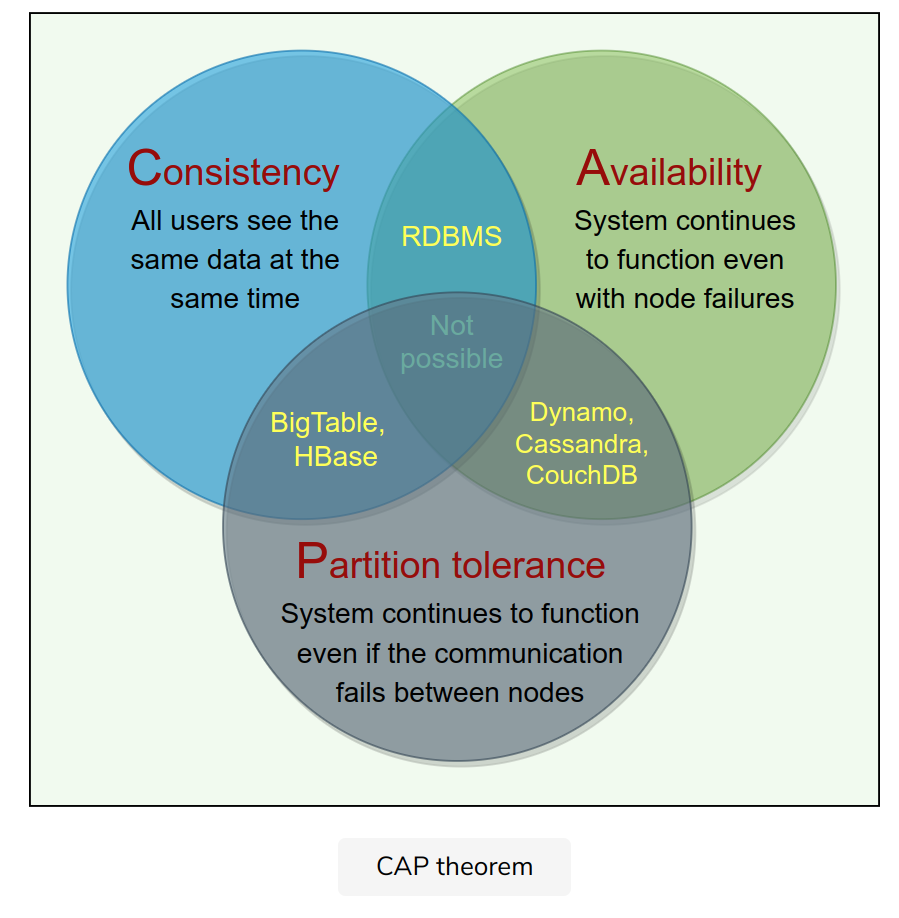 Consistency
All users see the
same data at the
same time
Availability
System continues
to function even
with node failures
RDBMS
Not
possible
BigTable,
HBase
Dynamo,
Cassandra,
CouchDB
Partition tolerance
System continues to function
even if the communication
fails between nodes
CAP theorem